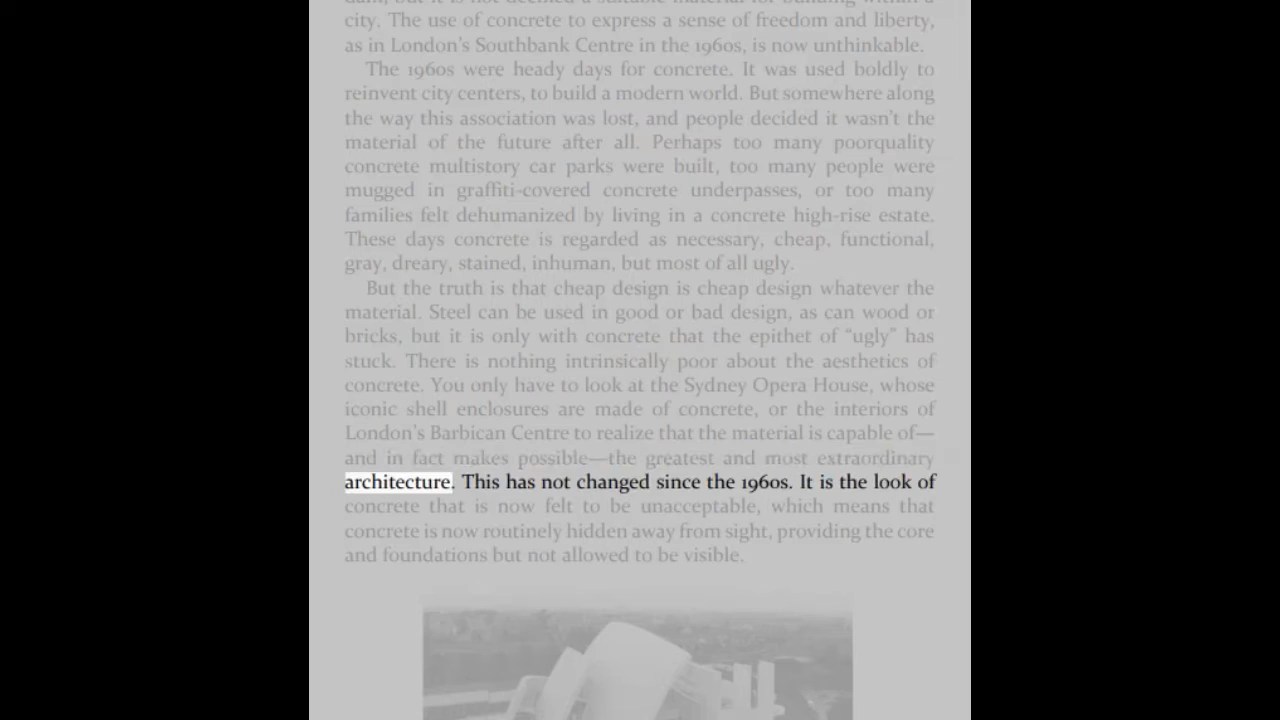 dam, but it is not deemed a suitable material for building within a
city. The use of concrete to express a sense of freedom and liberty,
as in London's Southbank Centre in the 1960s, is now unthinkable.
The 1960s were heady days for concrete. It was used boldly to
reinvent city centers, to build a modern world. But somewhere along
the way this association was lost, and people decided it wasn't the
material of the future after all. Perhaps too many poorquality
concrete multistory car parks were built, too many people were
mugged in graffiti-covered concrete underpasses, or too many
families felt dehumanized by living in a concrete high-rise estate.
These days concrete is regarded as necessary, cheap, functional,
gray, dreary, stained, inhuman, but most of all ugly.
But the truth is that cheap design is cheap design whatever the
material. Steel can be used in good or bad design, as can wood or
bricks, but it is only with concrete that the epithet of “ugly” has
stuck. There is nothing intrinsically poor about the aesthetics of
concrete. You only have to look at the Sydney Opera House, whose
iconic shell enclosures are made of concrete, or the interiors of
London's Barbican Centre to realize that the material is capable of—
and in fact makes possible—the greatest and most extraordinary
architecture. This has not changed since the 1960s. It is the look of
concrete that is now felt to be unacceptable, which means that
concrete is now routinely hidden away from sight, providing the core
and foundations but not allowed to be visible.